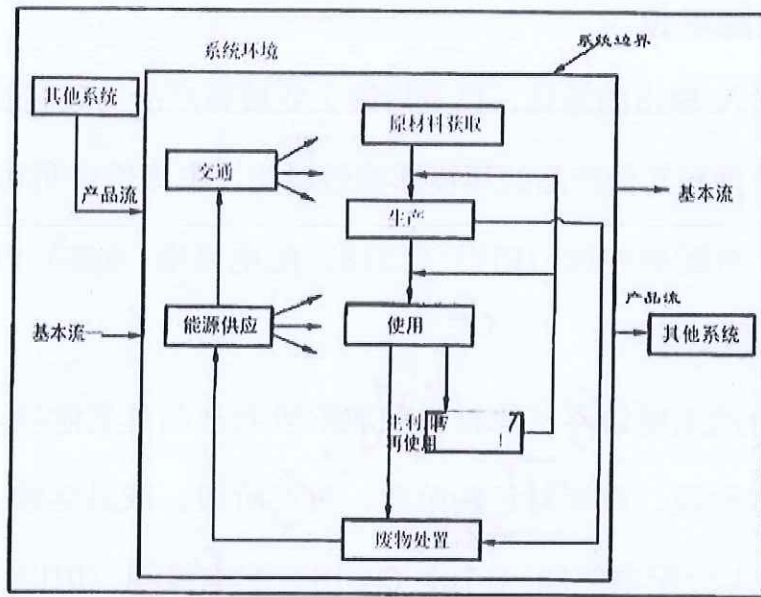 系统环境
系统边界
其他系统
原材料获取
交通
产品流
基本流
生产
产品流
基本流
能源供应
使用
其他系统
再使用
废物处置